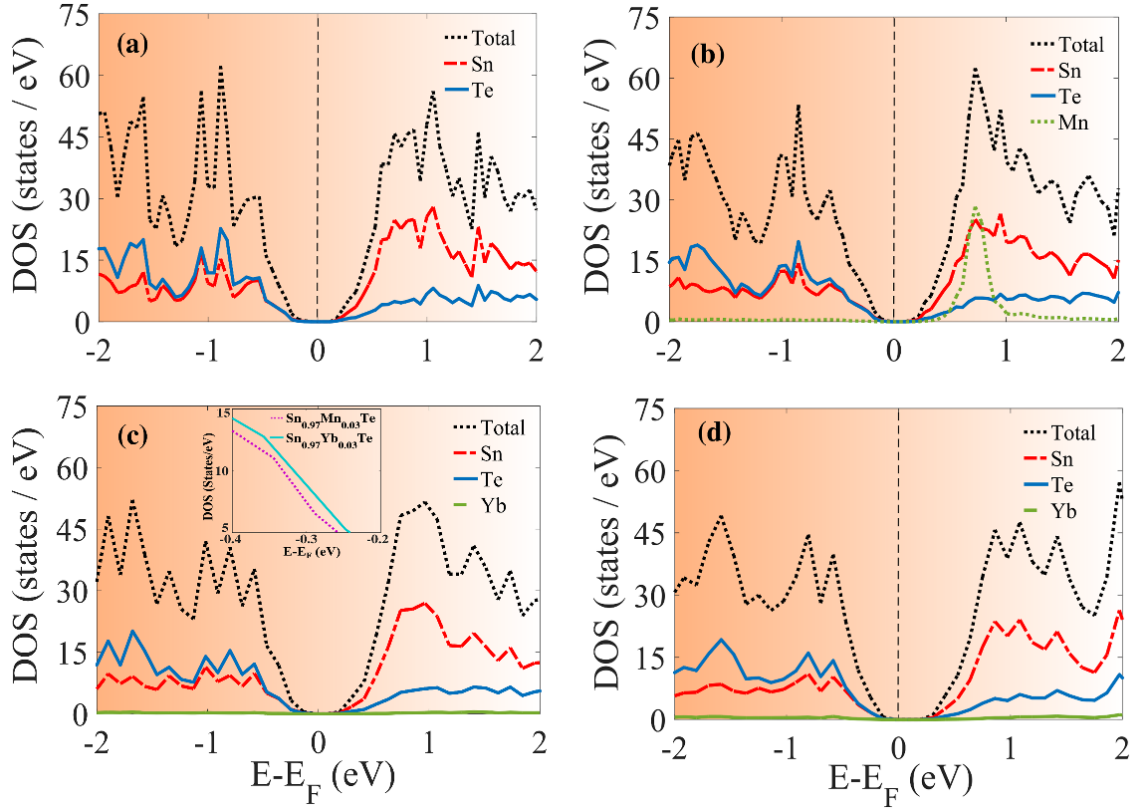 (a)
Total
Sn
Te
75
60
45
30
15
0
DOS (states / eV)
-2 -1 0 1 2
(b)
Total
Sn
Te
Mn
75
60
45
30
15
0
DOS (states / eV)
-2 -1 0 1 2
(c)
Total
Sn
Te
Yb
75
60
45
30
15
0
DOS (states / eV)
Sn0.97Mn0.03Te
Sn0.97Yb0.03Te
15
10
5
DOS (States/eV)
-0.4 -0.3 -0.2
E-EF (eV)
-2 -1 0 1 2
E-EF (eV)
(d)
Total
Sn
Te
Yb
75
60
45
30
15
0
DOS (states / eV)
-2 -1 0 1 2
E-EF (eV)